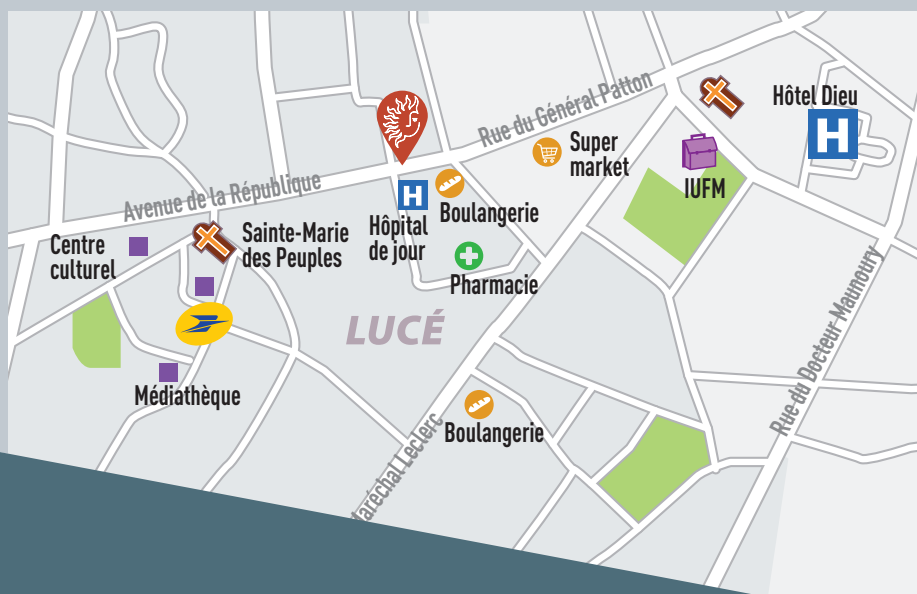 Rue du Général Patton
Hôtel Dieu
H
Super
market
IUFM
Avenue de la République
H
Boulangerie
Hôpital
de jour
Sainte-Marie
des Peuples
Centre
culturel
Pharmacie
LUCÉ
Médiathèque
Boulangerie
Rue du Docteur Maunoury
Maréchal Leclerc